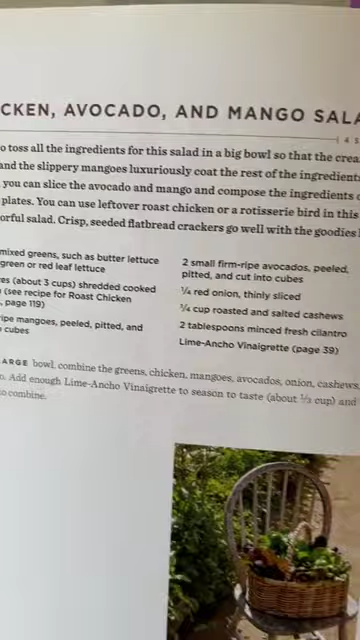 CKEN, AVOCADO, AND MANGO SALA
4 S
o toss all the ingredients for this salad in a big bowl so that the crea
and the slippery mangoes luxuriously coat the rest of the ingredients
you can slice the avocado and mango and compose the ingredients o
plates. You can use leftover roast chicken or a rotisserie bird in this
orful salad. Crisp, seeded flatbread crackers go well with the goodies
mixed greens, such as butter lettuce
green or red leaf lettuce
es (about 3 cups) shredded cooked
(see recipe for Roast Chicken
, page 119)
ipe mangoes, peeled, pitted, and
cubes
2 small firm-ripe avocados, peeled,
pitted, and cut into cubes
¼ red onion, thinly sliced
¾ cup roasted and salted cashews
2 tablespoons minced fresh cilantro
Lime-Ancho Vinaigrette (page 39)
ARGE bowl, combine the greens, chicken, mangoes, avocados, onion, cashews,
o. Add enough Lime-Ancho Vinaigrette to season to taste (about ⅓ cup) and
to combine.